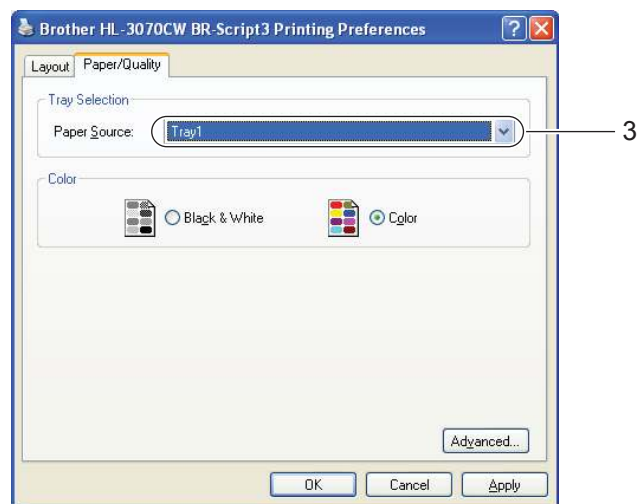 Brother HL-3070CW BR-Script3 Printing Preferences
Layout Paper/Quality
Tray Selection
Paper Source: Tray1 3
Color
Black & White Color
Advanced...
OK Cancel Apply